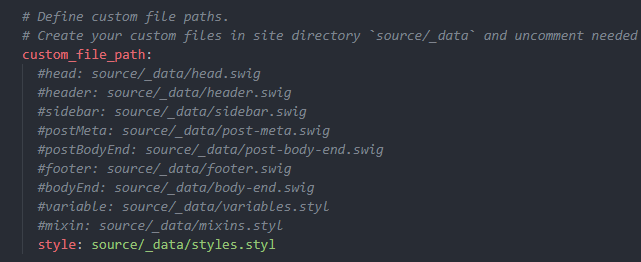 # Define custom file paths.
# Create your custom files in site directory `source/_data` and uncomment needed
custom_file_path:
#head: source/_data/head.swig
#header: source/_data/header.swig
#sidebar: source/_data/sidebar.swig
#postMeta: source/_data/post-meta.swig
#postBodyEnd: source/_data/post-body-end.swig
#footer: source/_data/footer.swig
#bodyEnd: source/_data/body-end.swig
#variable: source/_data/variables.styl
#mixin: source/_data/mixins.styl
style: source/_data/styles.styl